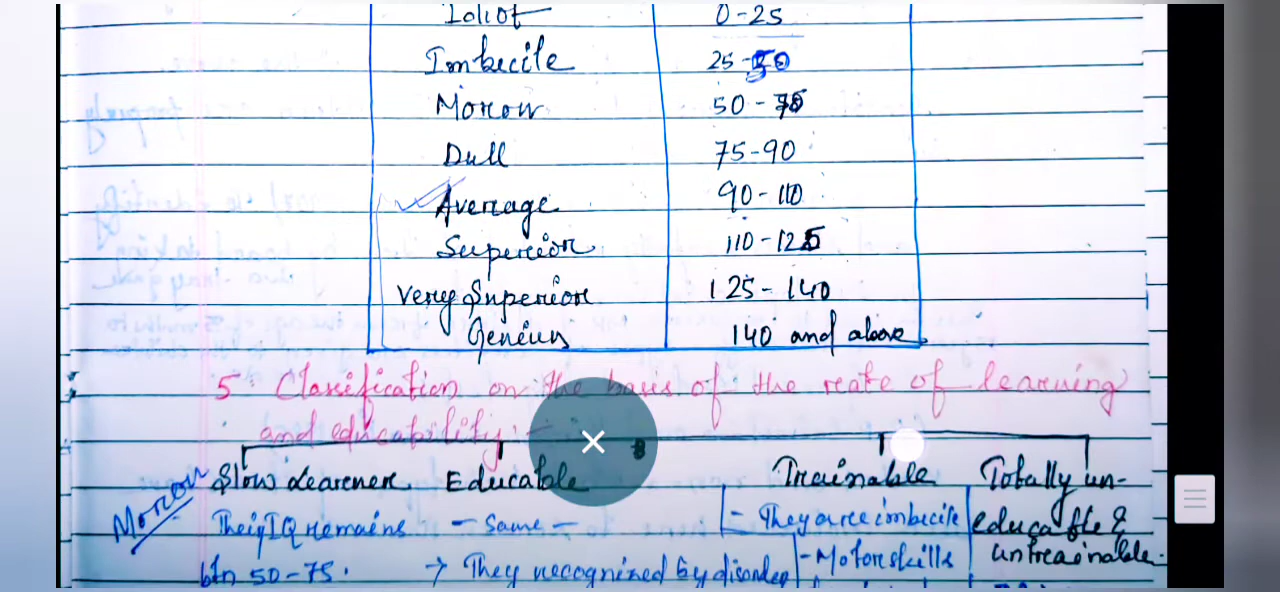 Idiot 0-25
Imbecile 25-50
Moron 50-75
Dull 75-90
Average 90-110
Superior 110-125
Very Superior 125-140
Genius 140 and above.
5. Classification on the basis of the rate of learning
and educability:-
Moron Slow Learner Educable Trainable Totally un-
Their IQ remains - Same - - They are imbecile educable &
btn 50-75. → They recognized by disorder - Motor skills untrainable.